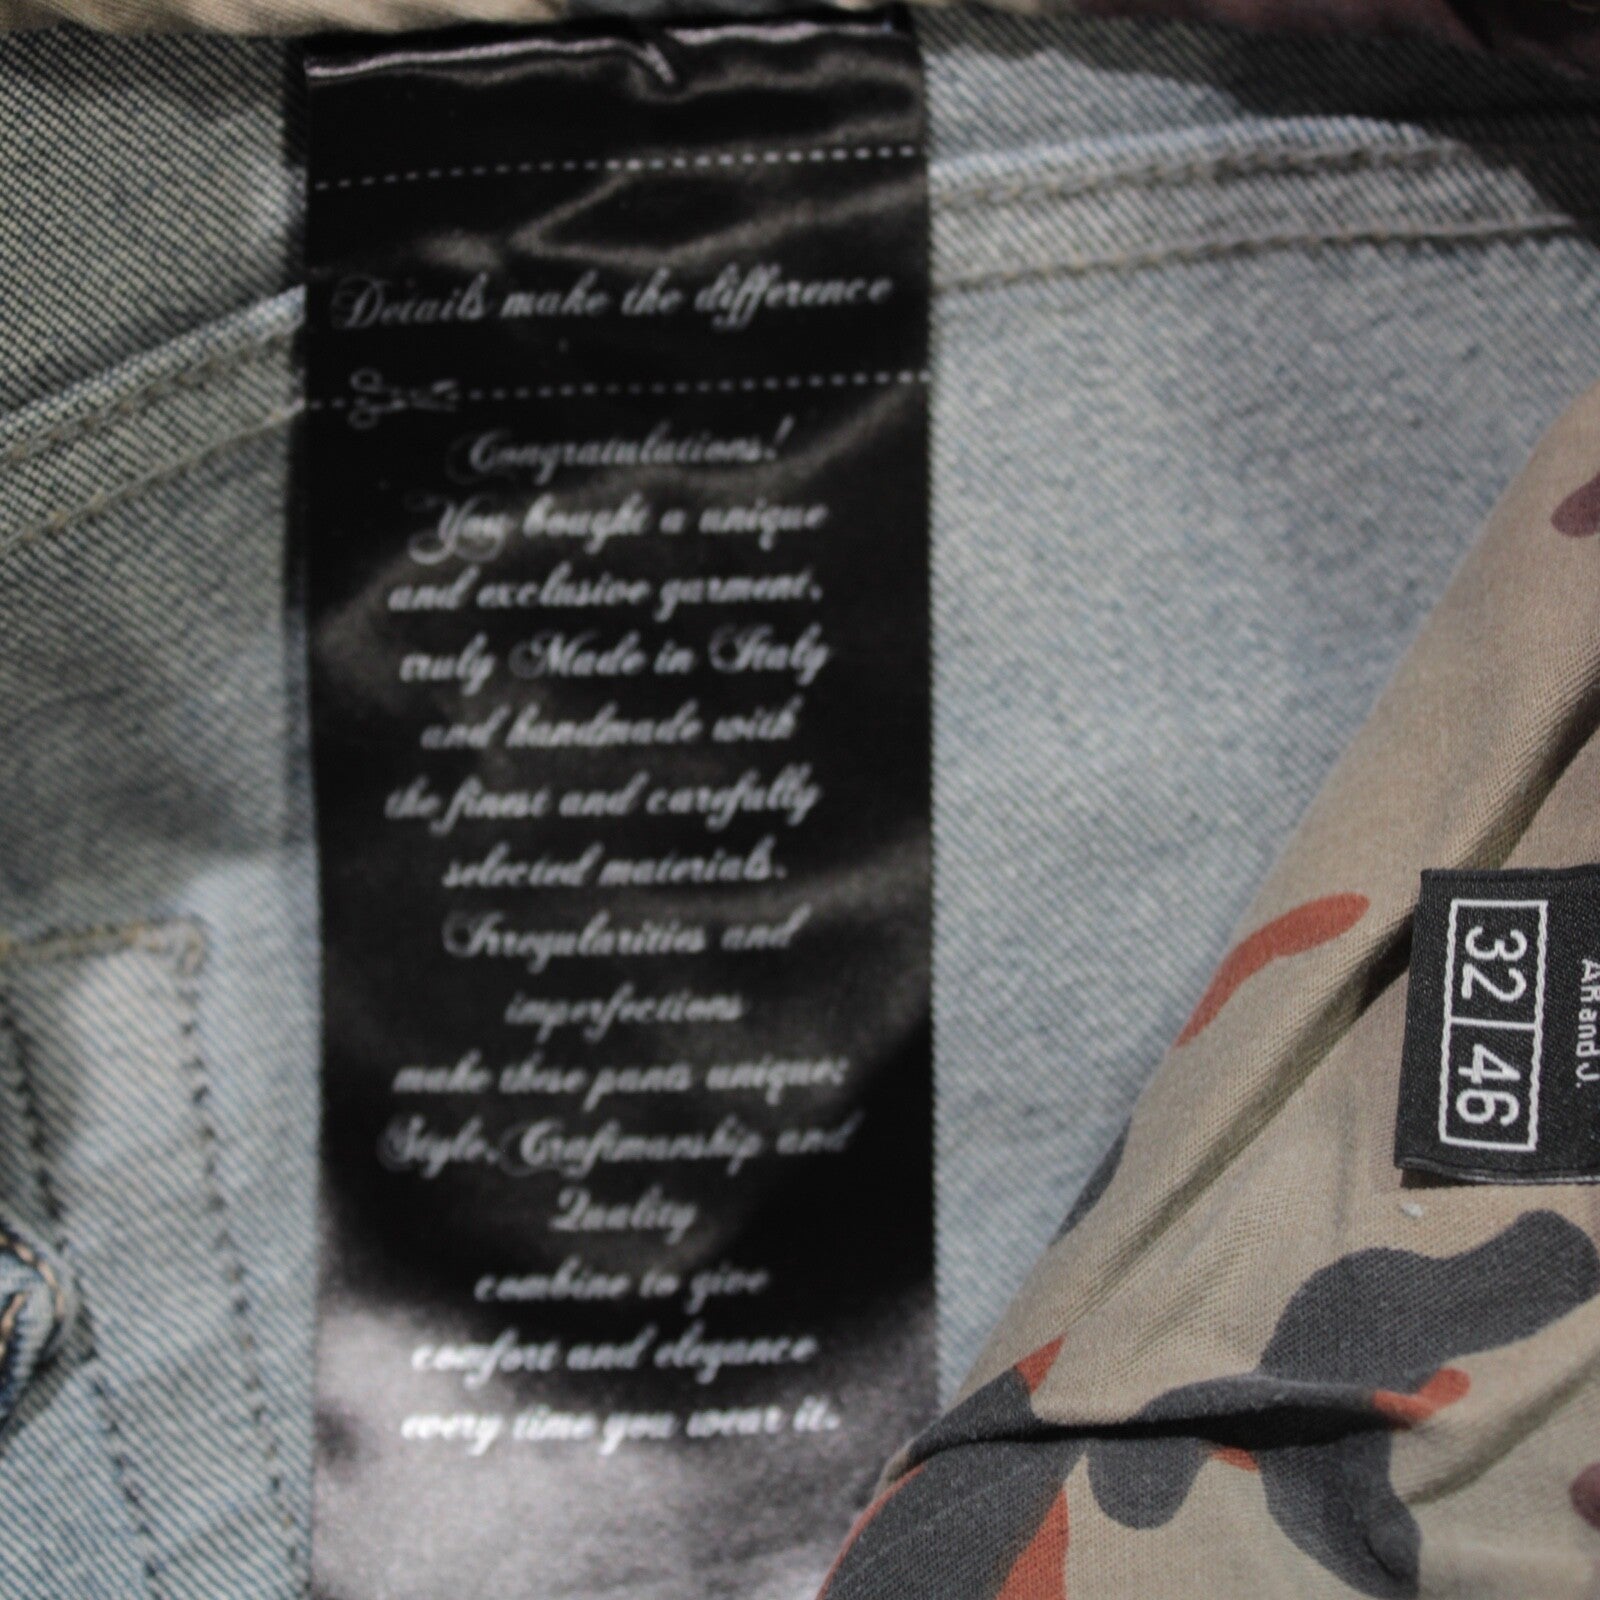 Details make the difference
Congratulations!
You bought a unique
and exclusive garment,
truly Made in Italy
and handmade with
the finest and carefully
selected materials.
Irregularities and
imperfections
make these pants unique:
Style, Craftmanship and
Quality
combine to give
comfort and elegance
every time you wear it.
ARandJ.
32 46